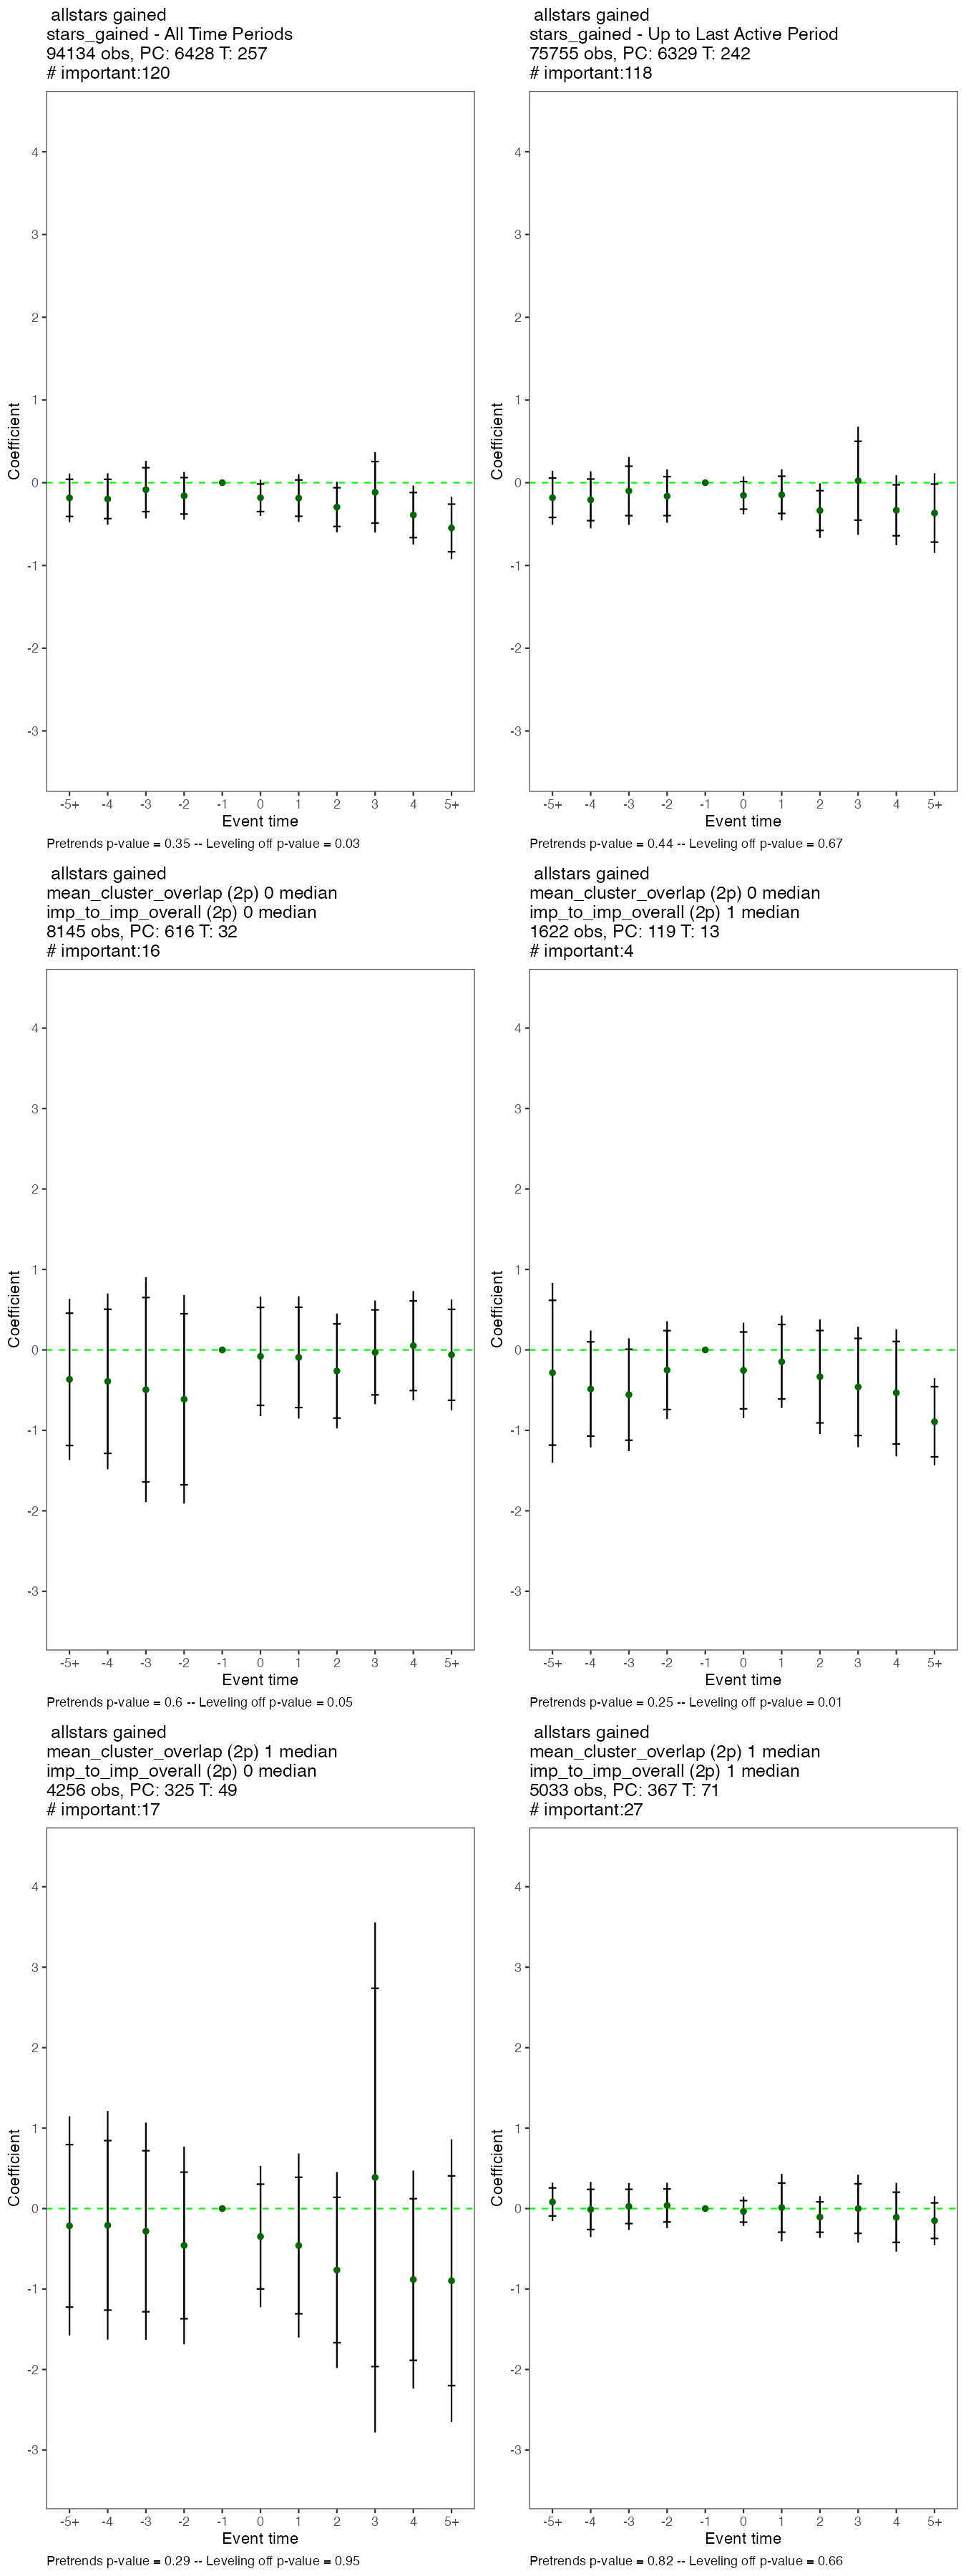 allstars gained
stars_gained - All Time Periods
94134 obs, PC: 6428 T: 257
# important:120
Coefficient
4
3
2
1
0
-1
-2
-3
-5+ -4 -3 -2 -1 0 1 2 3 4 5+
Event time
Pretrends p-value = 0.35 -- Leveling off p-value = 0.03
allstars gained
stars_gained - Up to Last Active Period
75755 obs, PC: 6329 T: 242
# important:118
Coefficient
4
3
2
1
0
-1
-2
-3
-5+ -4 -3 -2 -1 0 1 2 3 4 5+
Event time
Pretrends p-value = 0.44 -- Leveling off p-value = 0.67
allstars gained
mean_cluster_overlap (2p) 0 median
imp_to_imp_overall (2p) 0 median
8145 obs, PC: 616 T: 32
# important:16
Coefficient
4
3
2
1
0
-1
-2
-3
-5+ -4 -3 -2 -1 0 1 2 3 4 5+
Event time
Pretrends p-value = 0.6 -- Leveling off p-value = 0.05
allstars gained
mean_cluster_overlap (2p) 0 median
imp_to_imp_overall (2p) 1 median
1622 obs, PC: 119 T: 13
# important:4
Coefficient
4
3
2
1
0
-1
-2
-3
-5+ -4 -3 -2 -1 0 1 2 3 4 5+
Event time
Pretrends p-value = 0.25 -- Leveling off p-value = 0.01
allstars gained
mean_cluster_overlap (2p) 1 median
imp_to_imp_overall (2p) 0 median
4256 obs, PC: 325 T: 49
# important:17
Coefficient
4
3
2
1
0
-1
-2
-3
-5+ -4 -3 -2 -1 0 1 2 3 4 5+
Event time
Pretrends p-value = 0.29 -- Leveling off p-value = 0.95
allstars gained
mean_cluster_overlap (2p) 1 median
imp_to_imp_overall (2p) 1 median
5033 obs, PC: 367 T: 71
# important:27
Coefficient
4
3
2
1
0
-1
-2
-3
-5+ -4 -3 -2 -1 0 1 2 3 4 5+
Event time
Pretrends p-value = 0.82 -- Leveling off p-value = 0.66